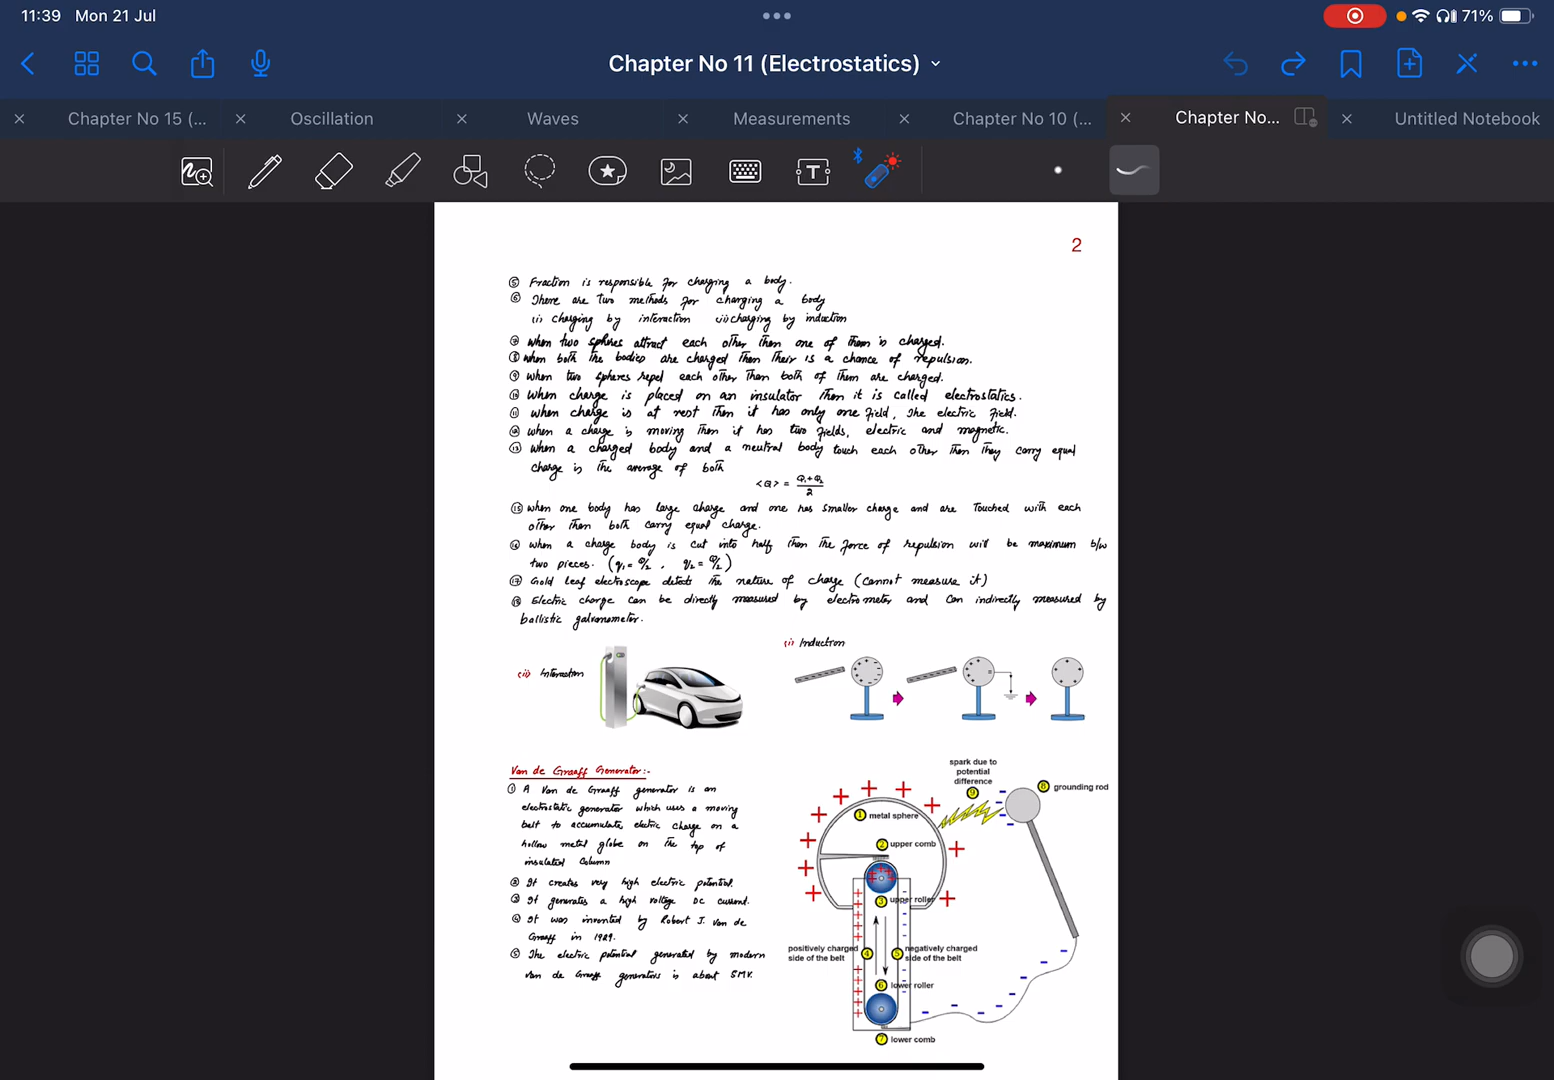 11:39 Mon 21 Jul
71%
Chapter No 11 (Electrostatics)
Chapter No 15 (...
Oscillation
Waves
Measurements
Chapter No 10 (...
Chapter No...
Untitled Notebook
T
2
⑤ Fraction is responsible for charging a body.
⑥ There are two methods for charging a body
(i) charging by interaction (ii) charging by induction
⑦ when two spheres attract each other then one of them is charged.
⑧ when both the bodies are charged then their is a chance of repulsion.
⑨ when two spheres repel each other then both of them are charged.
⑩ when charge is placed on an insulator then it is called electrostatics.
⑪ when charge is at rest then it has only one field, the electric field.
⑫ when a charge is moving then it has two fields, electric and magnetic.
⑬ when a charged body and a neutral body touch each other then they carry equal
charge is the average of both
<Q> = Q₁+Q₂
2
⑮ when one body has large charge and one has smaller charge and are touched with each
other then both carry equal charge.
⑯ when a charge body is cut into half then the force of repulsion will be maximum b/w
two pieces. (q₁ = Q/2 , q₂ = Q/2)
⑰ Gold leaf electroscope detects the nature of charge (cannot measure it)
⑱ Electric charge can be directly measured by electrometer and can indirectly measured by
ballistic galvanometer.
(i) Induction
(ii) Interaction
Van de Graaff Generator:-
① A Van de Graaff generator is an
electrostatic generator which uses a moving
belt to accumulate electric charge on a
hollow metal globe on the top of
insulated column
② It creates very high electric potential.
③ It generates a high voltage DC current.
④ It was invented by Robert J. Van de
Graaff in 1929.
⑤ The electric potential generated by modern
Van de Graaff generators is about 5MV.
spark due to
potential
difference
9
8 grounding rod
1 metal sphere
2 upper comb
3 upper roller
positively charged
side of the belt
4
5 negatively charged
side of the belt
6 lower roller
7 lower comb